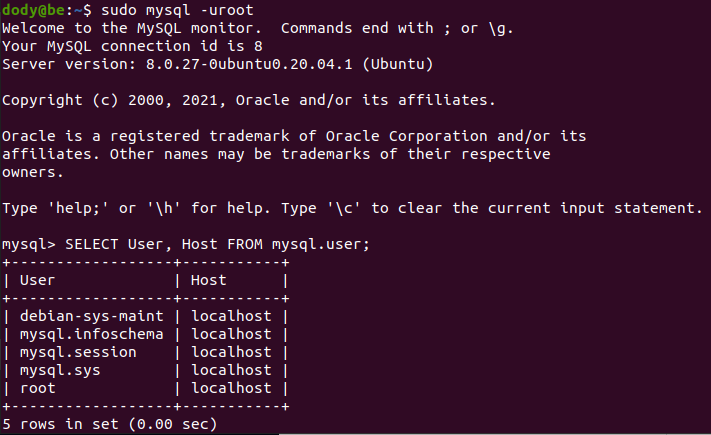 dody@be:~$ sudo mysql -uroot
Welcome to the MySQL monitor.  Commands end with ; or \g.
Your MySQL connection id is 8
Server version: 8.0.27-0ubuntu0.20.04.1 (Ubuntu)

Copyright (c) 2000, 2021, Oracle and/or its affiliates.

Oracle is a registered trademark of Oracle Corporation and/or its
affiliates. Other names may be trademarks of their respective
owners.

Type 'help;' or '\h' for help. Type '\c' to clear the current input statement.

mysql> SELECT User, Host FROM mysql.user;
+------------------+-----------+
| User             | Host      |
+------------------+-----------+
| debian-sys-maint | localhost |
| mysql.infoschema | localhost |
| mysql.session    | localhost |
| mysql.sys        | localhost |
| root             | localhost |
+------------------+-----------+
5 rows in set (0.00 sec)